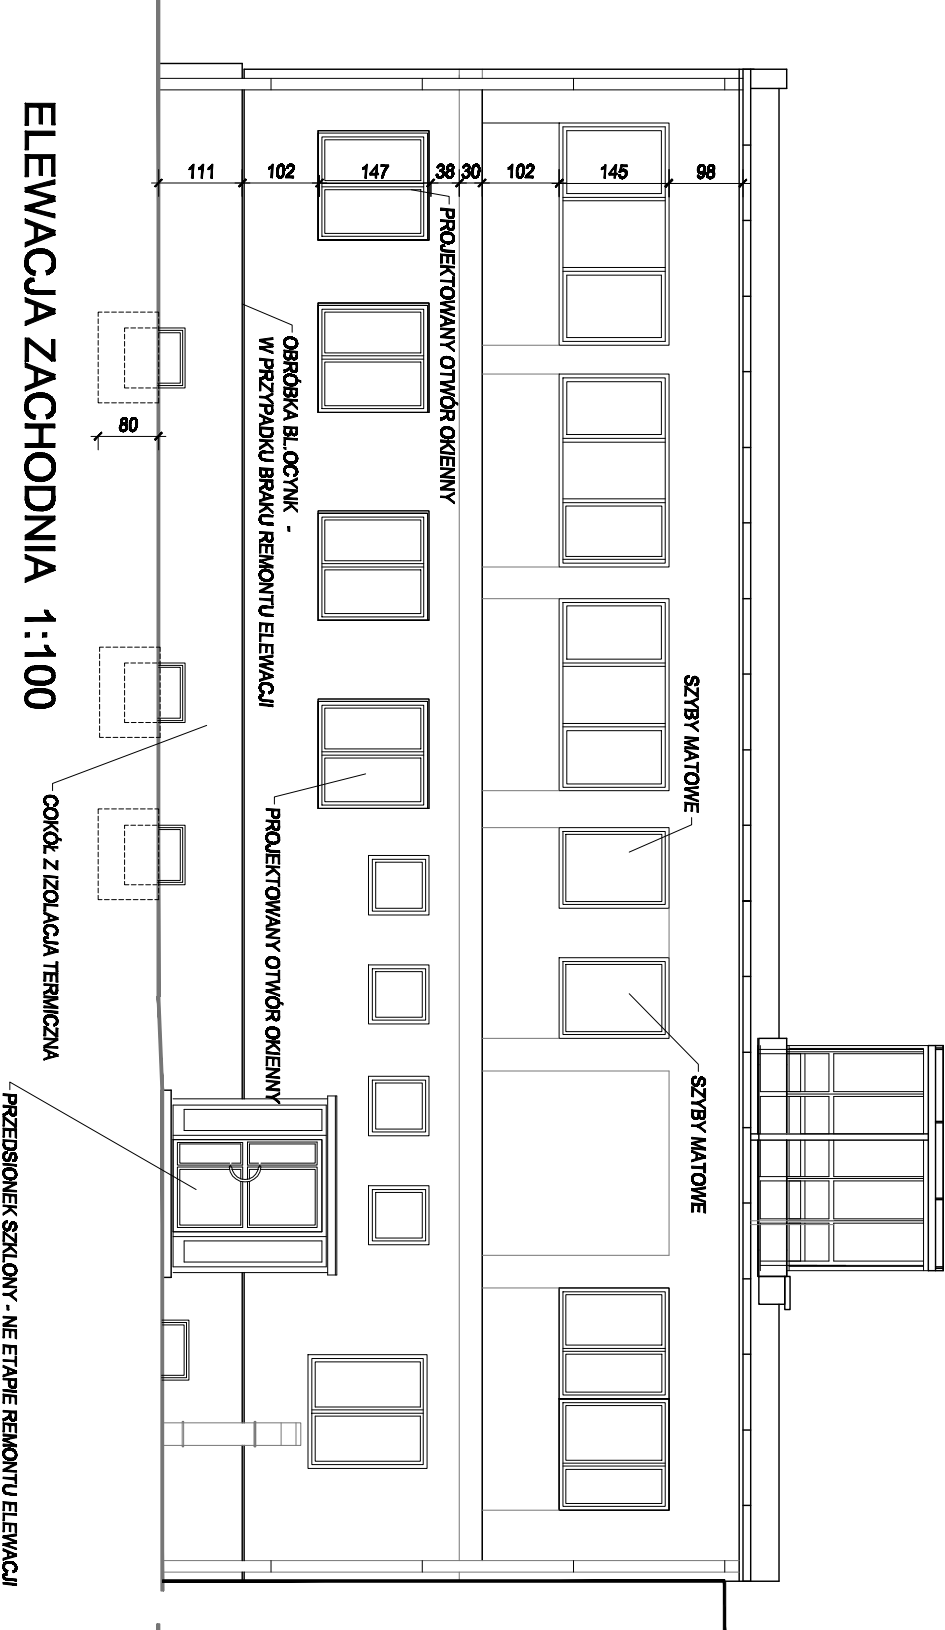 SZYBY MATOWE
SZYBY MATOWE
111
102
147
38
30
102
145
98
PROJEKTOWANY OTWÓR OKIENNY
OBRÓBKA BL.OCYNK -
W PRZYPADKU BRAKU REMONTU ELEWACJI
PROJEKTOWANY OTWÓR OKIENNY
80
COKÓŁ Z IZOLACJA TERMICZNA
PRZEDSIONEK SZKLONY - NE ETAPIE REMONTU ELEWACJI
ELEWACJA ZACHODNIA 1:100